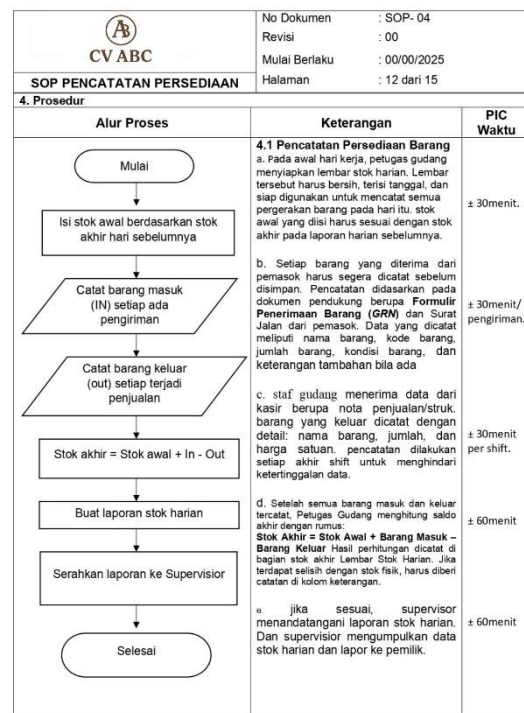 AB
CV ABC
SOP PENCATATAN PERSEDIAAN
No Dokumen : SOP- 04
Revisi : 00
Mulai Berlaku : 00/00/2025
Halaman : 12 dari 15
4. Prosedur
Alur Proses
Keterangan
PIC
Waktu
Mulai
Isi stok awal berdasarkan stok
akhir hari sebelumnya
Catat barang masuk
(IN) setiap ada
pengiriman
Catat barang keluar
(out) setiap terjadi
penjualan
Stok akhir = Stok awal + In - Out
Buat laporan stok harian
Serahkan laporan ke Supervisior
Selesai
4.1 Pencatatan Persediaan Barang
a. Pada awal hari kerja, petugas gudang
menyiapkan lembar stok harian. Lembar
tersebut harus bersih, terisi tanggal, dan
siap digunakan untuk mencatat semua
pergerakan barang pada hari itu. stok
awal yang diisi harus sesuai dengan stok
akhir pada laporan harian sebelumnya.
± 30menit.
b. Setiap barang yang diterima dari
pemasok harus segera dicatat sebelum
disimpan. Pencatatan didasarkan pada
dokumen pendukung berupa Formulir
Penerimaan Barang (GRN) dan Surat
Jalan dari pemasok. Data yang dicatat
meliputi nama barang, kode barang,
jumlah barang, kondisi barang, dan
keterangan tambahan bila ada
± 30menit/
pengiriman.
c. staf gudang menerima data dari
kasir berupa nota penjualan/struk.
barang yang keluar dicatat dengan
detail: nama barang, jumlah, dan
harga satuan. pencatatan dilakukan
setiap akhir shift untuk menghindari
ketertinggalan data.
± 30menit
per shift.
d. Setelah semua barang masuk dan keluar
tercatat, Petugas Gudang menghitung saldo
akhir dengan rumus:
Stok Akhir = Stok Awal + Barang Masuk –
Barang Keluar Hasil perhitungan dicatat di
bagian stok akhir Lembar Stok Harian. Jika
terdapat selisih dengan stok fisik, harus diberi
catatan di kolom keterangan.
± 60menit
e. jika sesuai, supervisor
menandatangani laporan stok harian.
Dan supervisior mengumpulkan data
stok harian dan lapor ke pemilik.
± 60menit